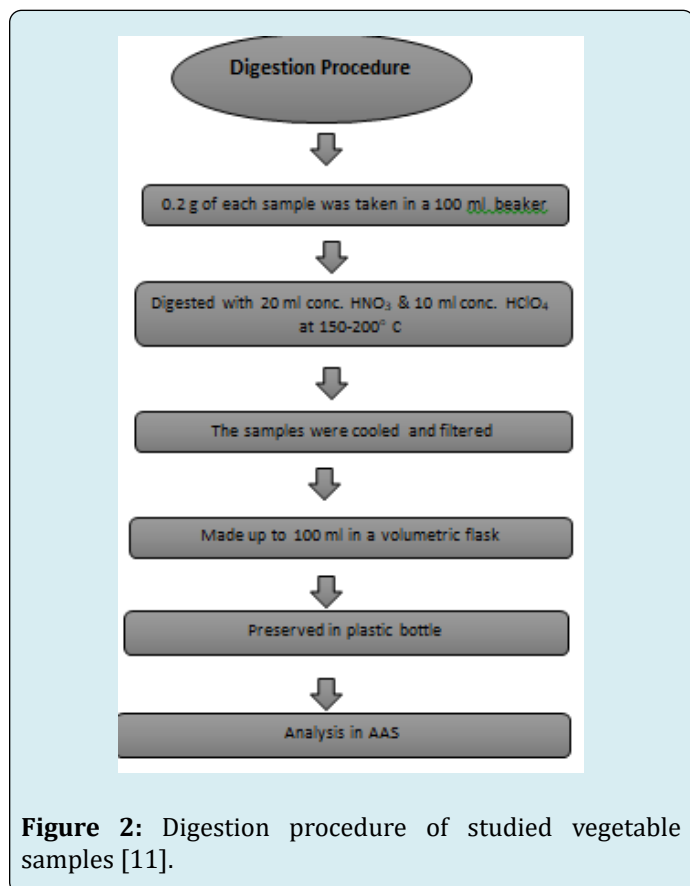 Digestion Procedure
0.2 g of each sample was taken in a 100 ml beaker
Digested with 20 ml conc. HNO₃ & 10 ml conc. HClO₄
at 150-200° C
The samples were cooled and filtered
Made up to 100 ml in a volumetric flask
Preserved in plastic bottle
Analysis in AAS
Figure 2: Digestion procedure of studied vegetable
samples [11].